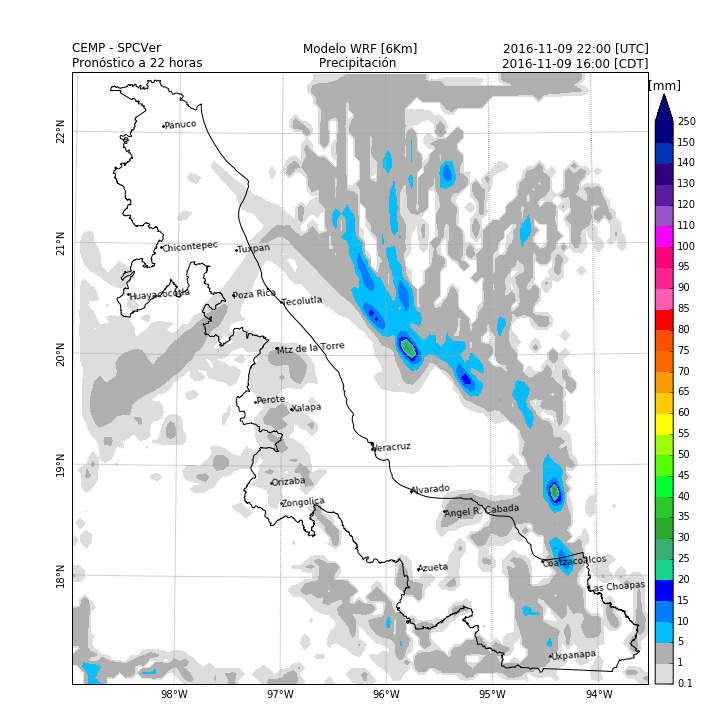 CEMP - SPCVer
Modelo WRF [6Km]
2016-11-09 22:00 [UTC]
Pronóstico a 22 horas
Precipitación
2016-11-09 16:00 [CDT]
[mm]
250
150
140
130
120
110
100
95
90
85
80
75
70
65
60
55
50
45
40
35
30
25
20
15
10
5
1
0.1
22°N
21°N
20°N
19°N
18°N
98°W
97°W
96°W
95°W
94°W
Panuco
Chicontepec
Tuxpan
Huayacocotla
Poza Rica
Tecolutla
Mtz de la Torre
Perote
Xalapa
Veracruz
Orizaba
Alvarado
Zongolica
Angel R. Cabada
Azueta
Coatzacoalcos
Las Choapas
Uxpanapa